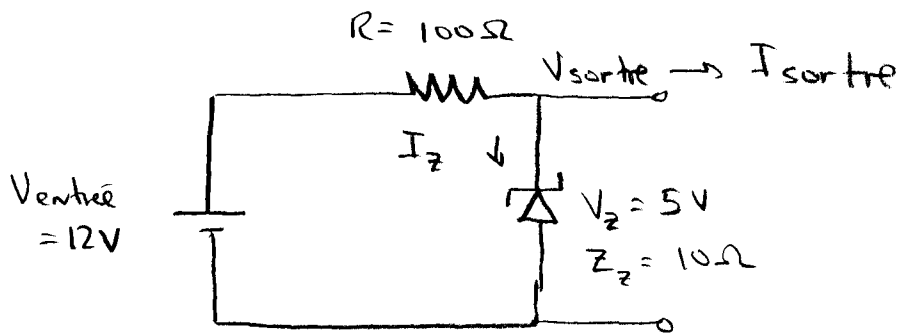 R = 100Ω
Vsortie → Isortie
Iz ↓
Ventrée
= 12V
Vz = 5V
Zz = 10Ω